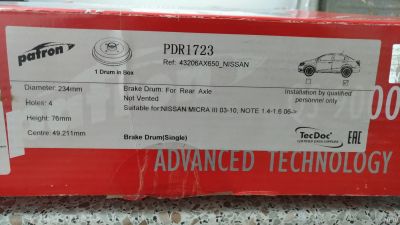 patron
1 Drum in Box
PDR1723
Ref: 43206AX650_NISSAN
Diameter: 234mm
Holes: 4
Height: 76mm
Centre: 49.211mm
Brake Drum: For Rear Axle
Not Vented
Suitable for:NISSAN MICRA III 03-10, NOTE 1.4-1.6 06->
Brake Drum(Single)
Installation by qualified
personnel only
TecDoc
EAC
000
ADVANCED TECHNOLOGY